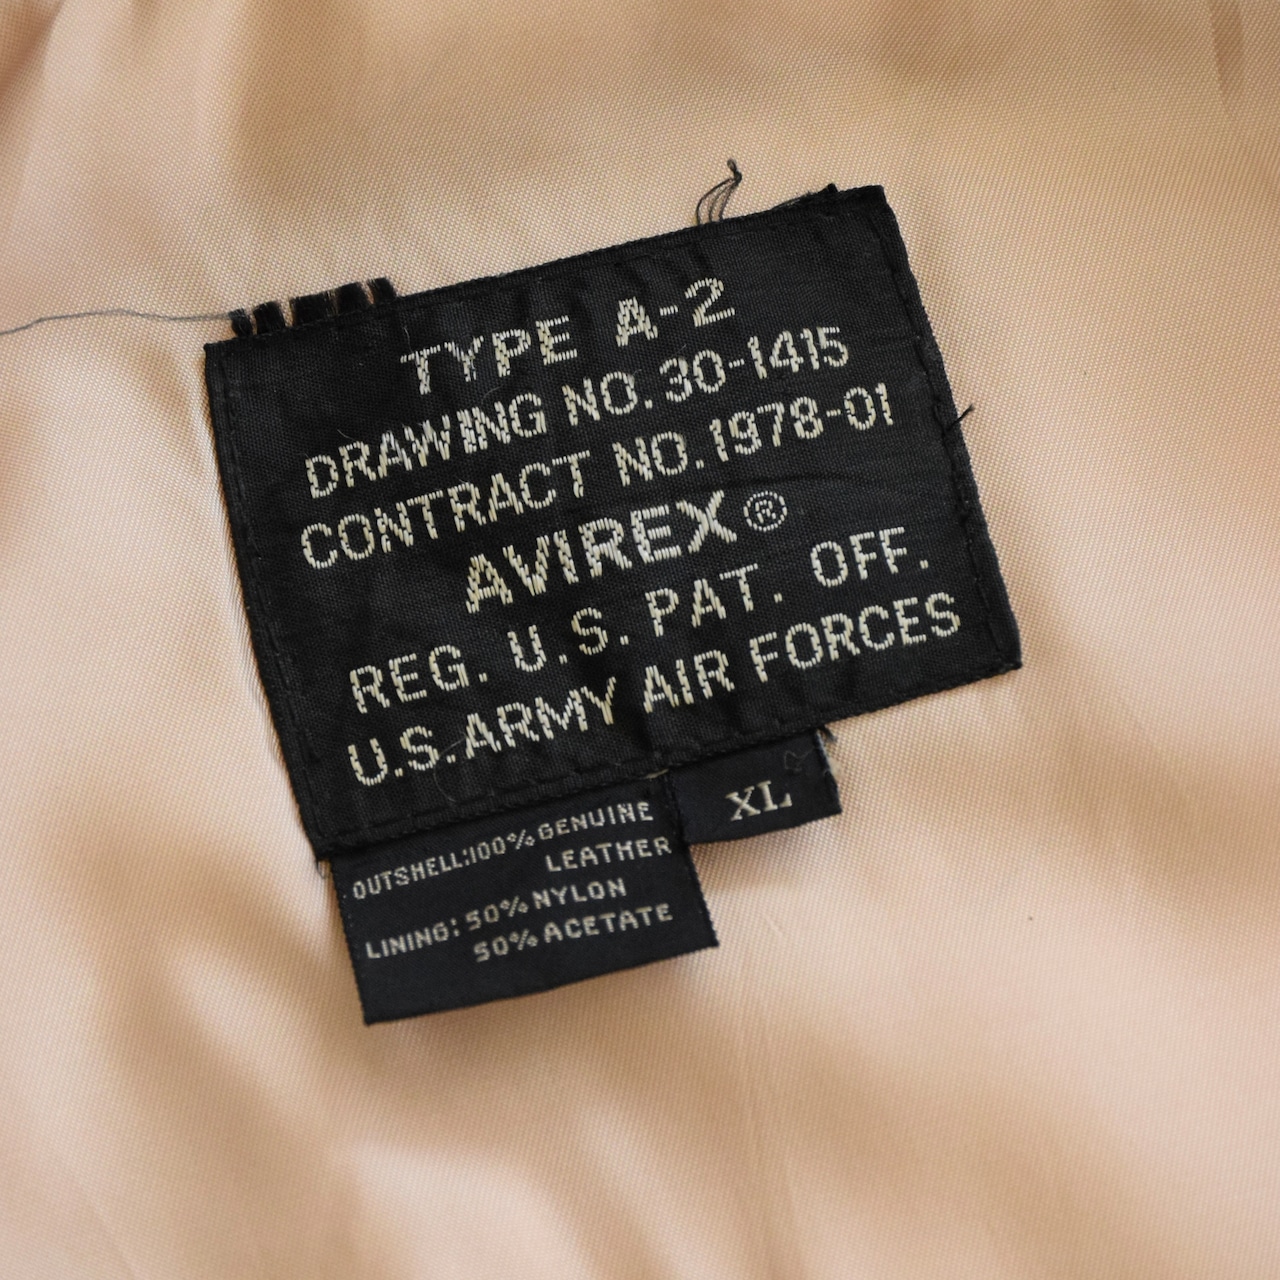 TYPE A-2
DRAWING NO. 30-1415
CONTRACT NO. 1978-01
AVIREX®
REG. U.S. PAT. OFF.
U.S. ARMY AIR FORCES
XL
OUTSHELL:100% GENUINE
LEATHER
LINING: 50% NYLON
50% ACETATE